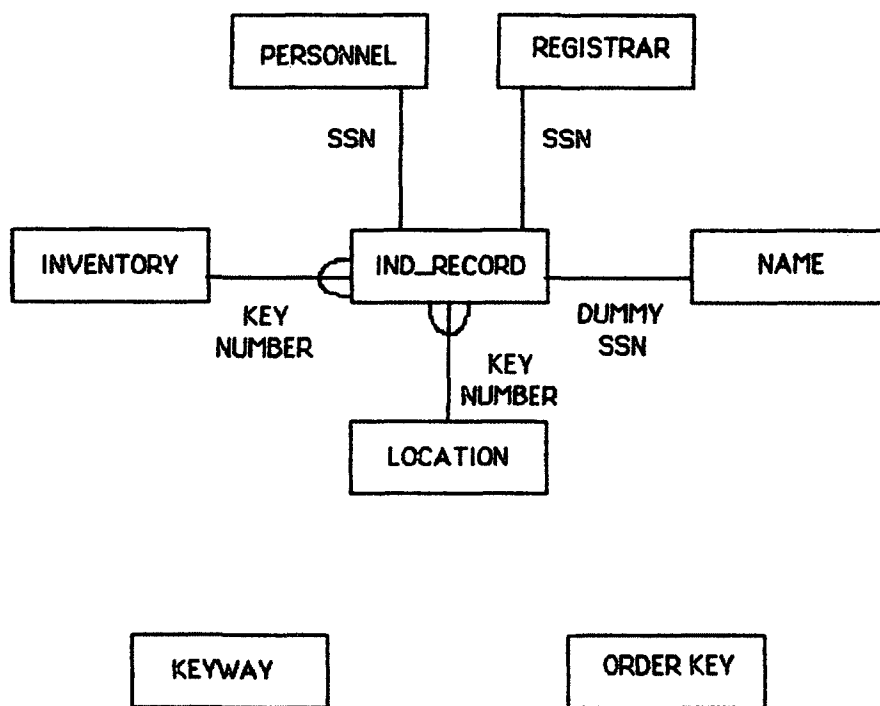 PERSONNEL
REGISTRAR
SSN
SSN
INVENTORY
IND_RECORD
NAME
KEY
NUMBER
DUMMY
SSN
KEY
NUMBER
LOCATION
KEYWAY
ORDER KEY